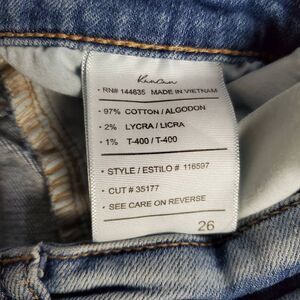 KanCan
• RN# 144635 MADE IN VIETNAM
• 97% COTTON / ALGODON
• 2% LYCRA / LICRA
• 1% T-400 / T-400
• STYLE / ESTILO # 116597
• CUT # 35177
• SEE CARE ON REVERSE
26